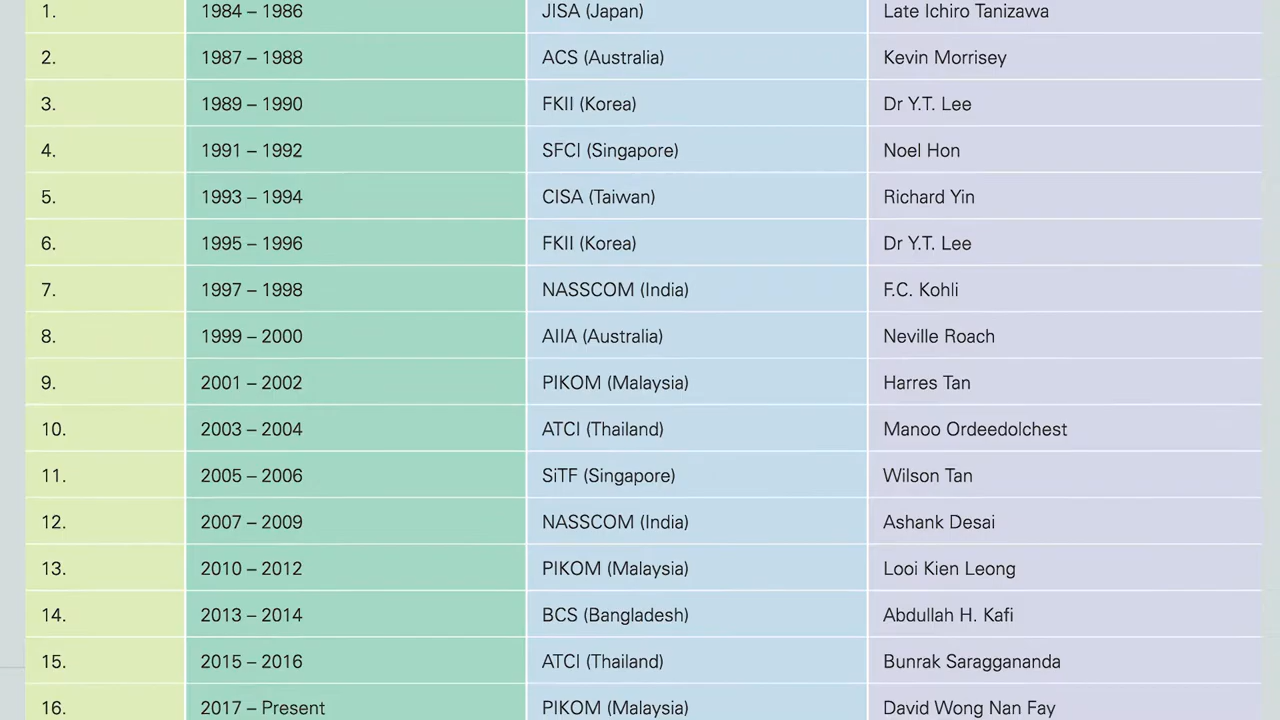 1. 1984 – 1986 JISA (Japan) Late Ichiro Tanizawa
2. 1987 – 1988 ACS (Australia) Kevin Morrisey
3. 1989 – 1990 FKII (Korea) Dr Y.T. Lee
4. 1991 – 1992 SFCI (Singapore) Noel Hon
5. 1993 – 1994 CISA (Taiwan) Richard Yin
6. 1995 – 1996 FKII (Korea) Dr Y.T. Lee
7. 1997 – 1998 NASSCOM (India) F.C. Kohli
8. 1999 – 2000 AIIA (Australia) Neville Roach
9. 2001 – 2002 PIKOM (Malaysia) Harres Tan
10. 2003 – 2004 ATCI (Thailand) Manoo Ordeedolchest
11. 2005 – 2006 SiTF (Singapore) Wilson Tan
12. 2007 – 2009 NASSCOM (India) Ashank Desai
13. 2010 – 2012 PIKOM (Malaysia) Looi Kien Leong
14. 2013 – 2014 BCS (Bangladesh) Abdullah H. Kafi
15. 2015 – 2016 ATCI (Thailand) Bunrak Saraggananda
16. 2017 – Present PIKOM (Malaysia) David Wong Nan Fay